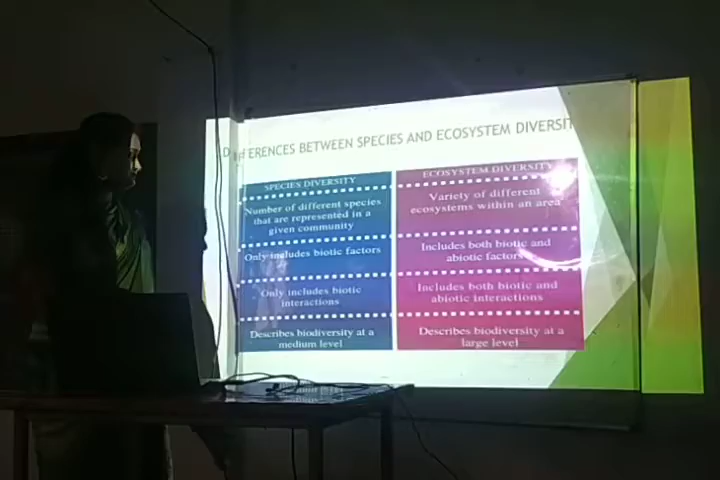 DIFFERENCES BETWEEN SPECIES AND ECOSYSTEM DIVERSIT
SPECIES DIVERSITY
Number of different species
that are represented in a
given community
Only includes biotic factors
Only includes biotic
interactions
Describes biodiversity at a
medium level
ECOSYSTEM DIVERSITY
Variety of different
ecosystems within an area
Includes both biotic and
abiotic factors
Includes both biotic and
abiotic interactions
Describes biodiversity at a
large level